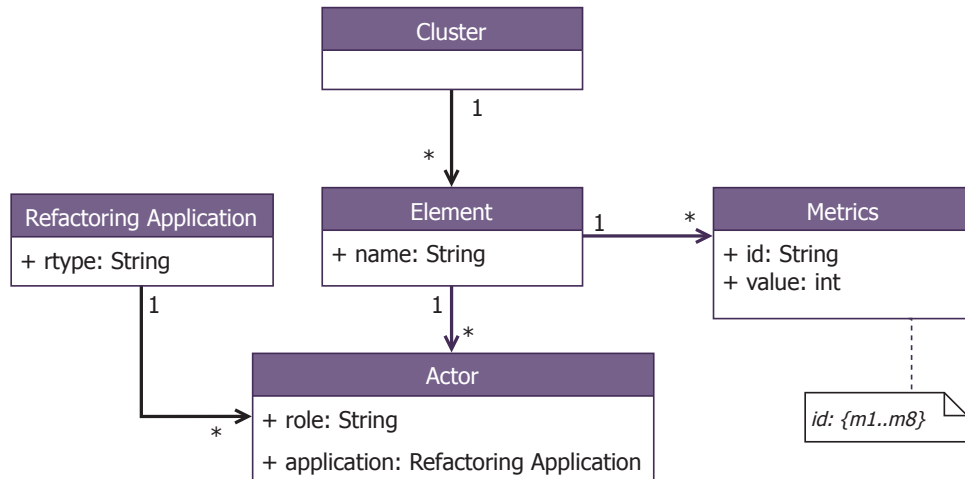 Cluster
1
*
Refactoring Application
+ rtype: String
1
*
Element
+ name: String
1
*
1
*
Metrics
+ id: String
+ value: int
id: {m1..m8}
Actor
+ role: String
+ application: Refactoring Application